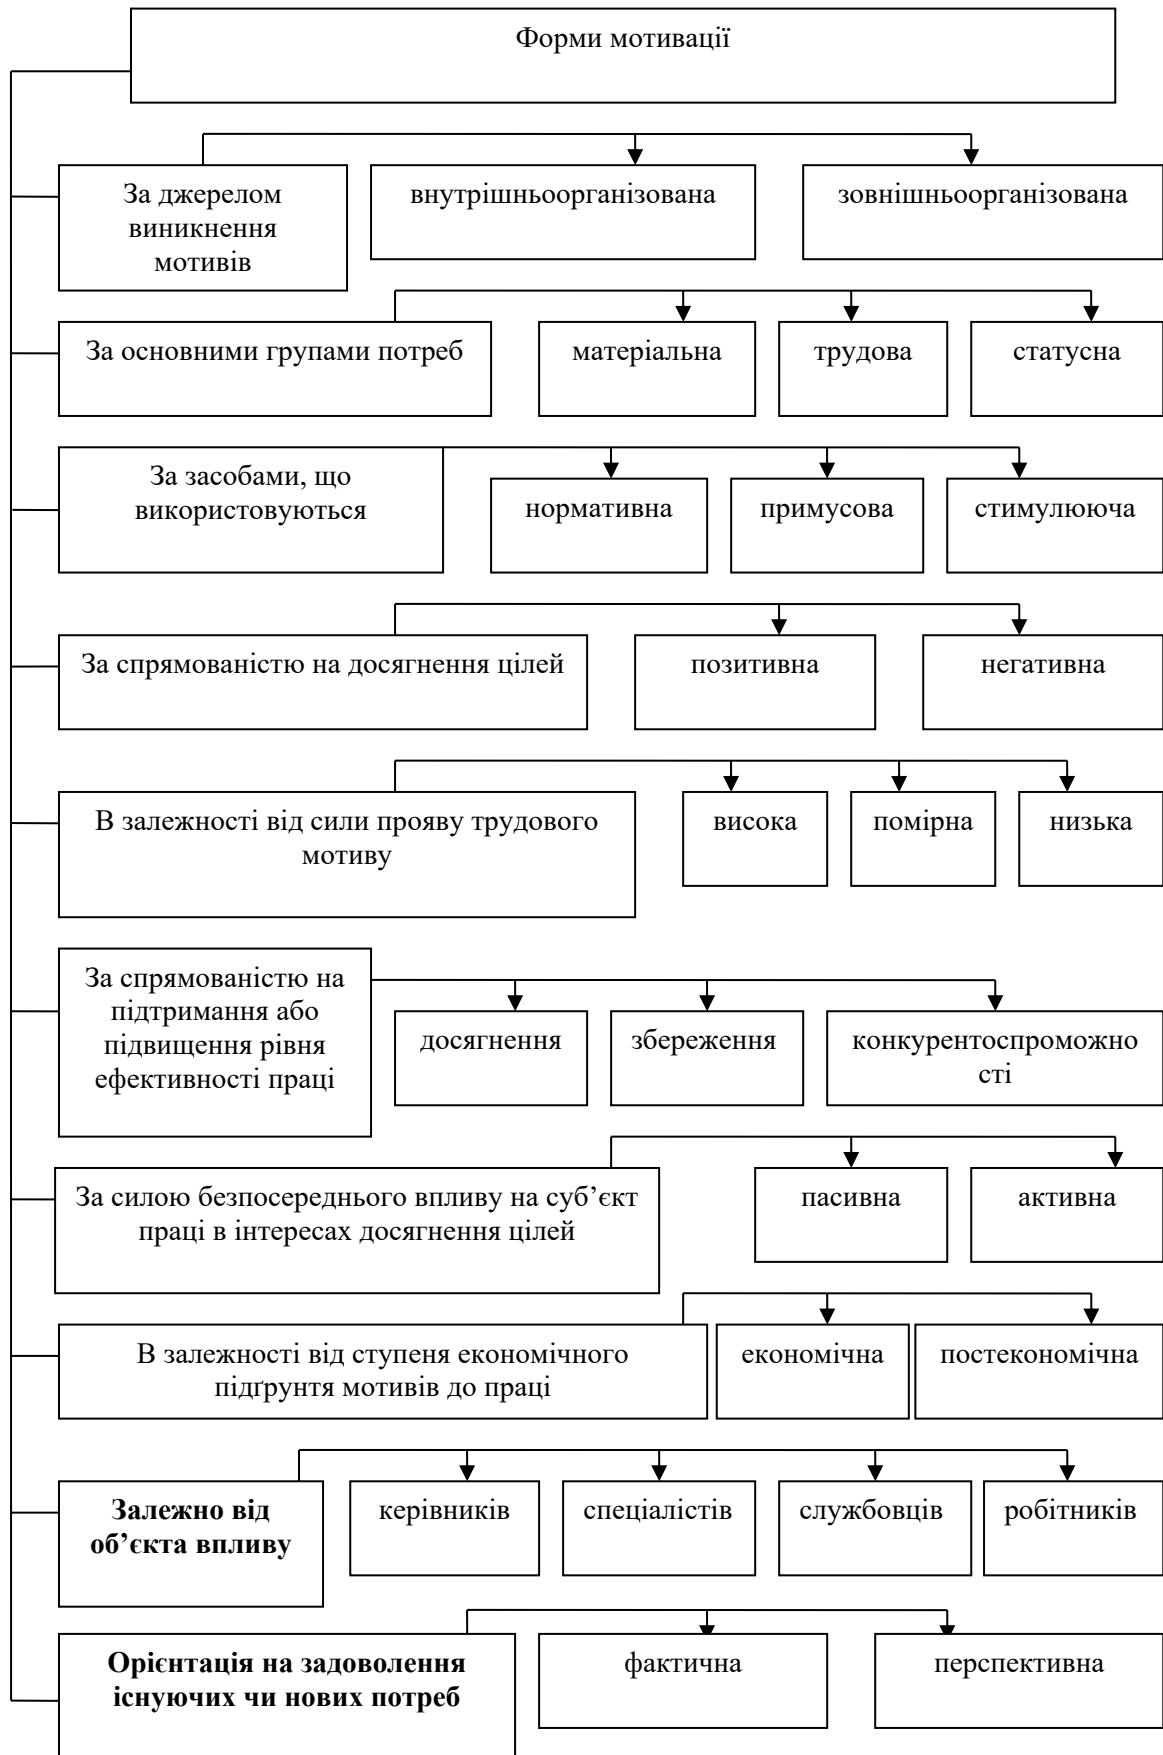 Форми мотивації
За джерелом
виникнення
мотивів
внутрішньоорганізована
зовнішньоорганізована
За основними групами потреб
матеріальна
трудова
статусна
За засобами, що
використовуються
нормативна
примусова
стимулююча
За спрямованістю на досягнення цілей
позитивна
негативна
В залежності від сили прояву трудового
мотиву
висока
помірна
низька
За спрямованістю на
підтримання або
підвищення рівня
ефективності праці
досягнення
збереження
конкурентоспроможно
сті
За силою безпосереднього впливу на суб’єкт
праці в інтересах досягнення цілей
пасивна
активна
В залежності від ступеня економічного
підґрунтя мотивів до праці
економічна
постекономічна
Залежно від
об’єкта впливу
керівників
спеціалістів
службовців
робітників
Орієнтація на задоволення
існуючих чи нових потреб
фактична
перспективна